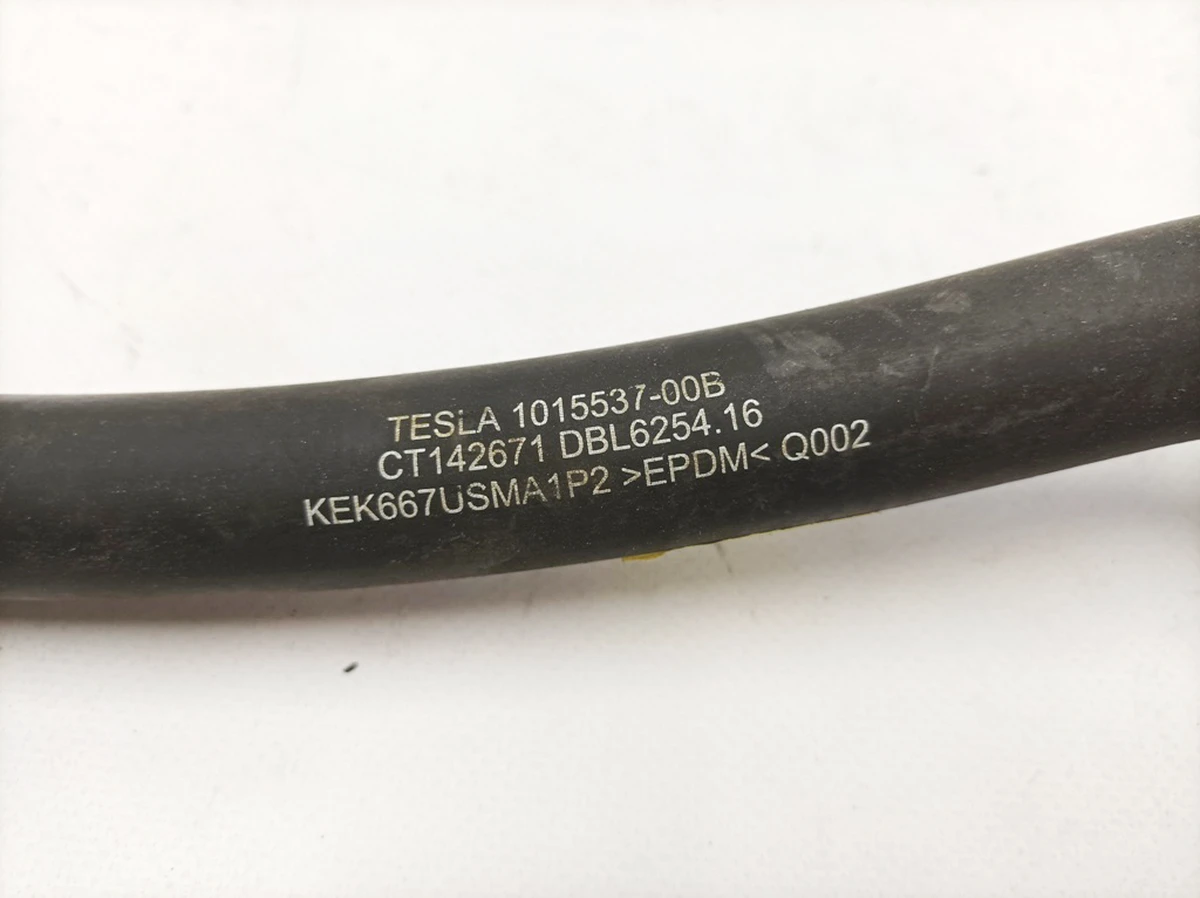 TESLA 1015537-00B
CT142671 DBL6254.16
KEK667USMA1P2 >EPDM< Q002